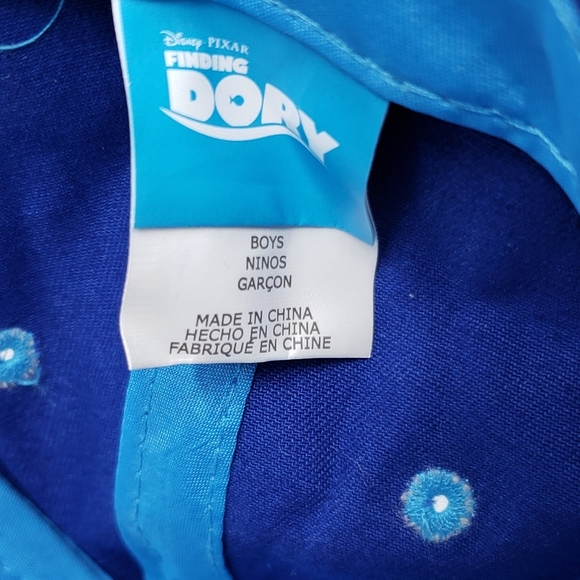 Disney PIXAR
FINDING
DORY
BOYS
NINOS
GARÇON
MADE IN CHINA
HECHO EN CHINA
FABRIQUÉ EN CHINE